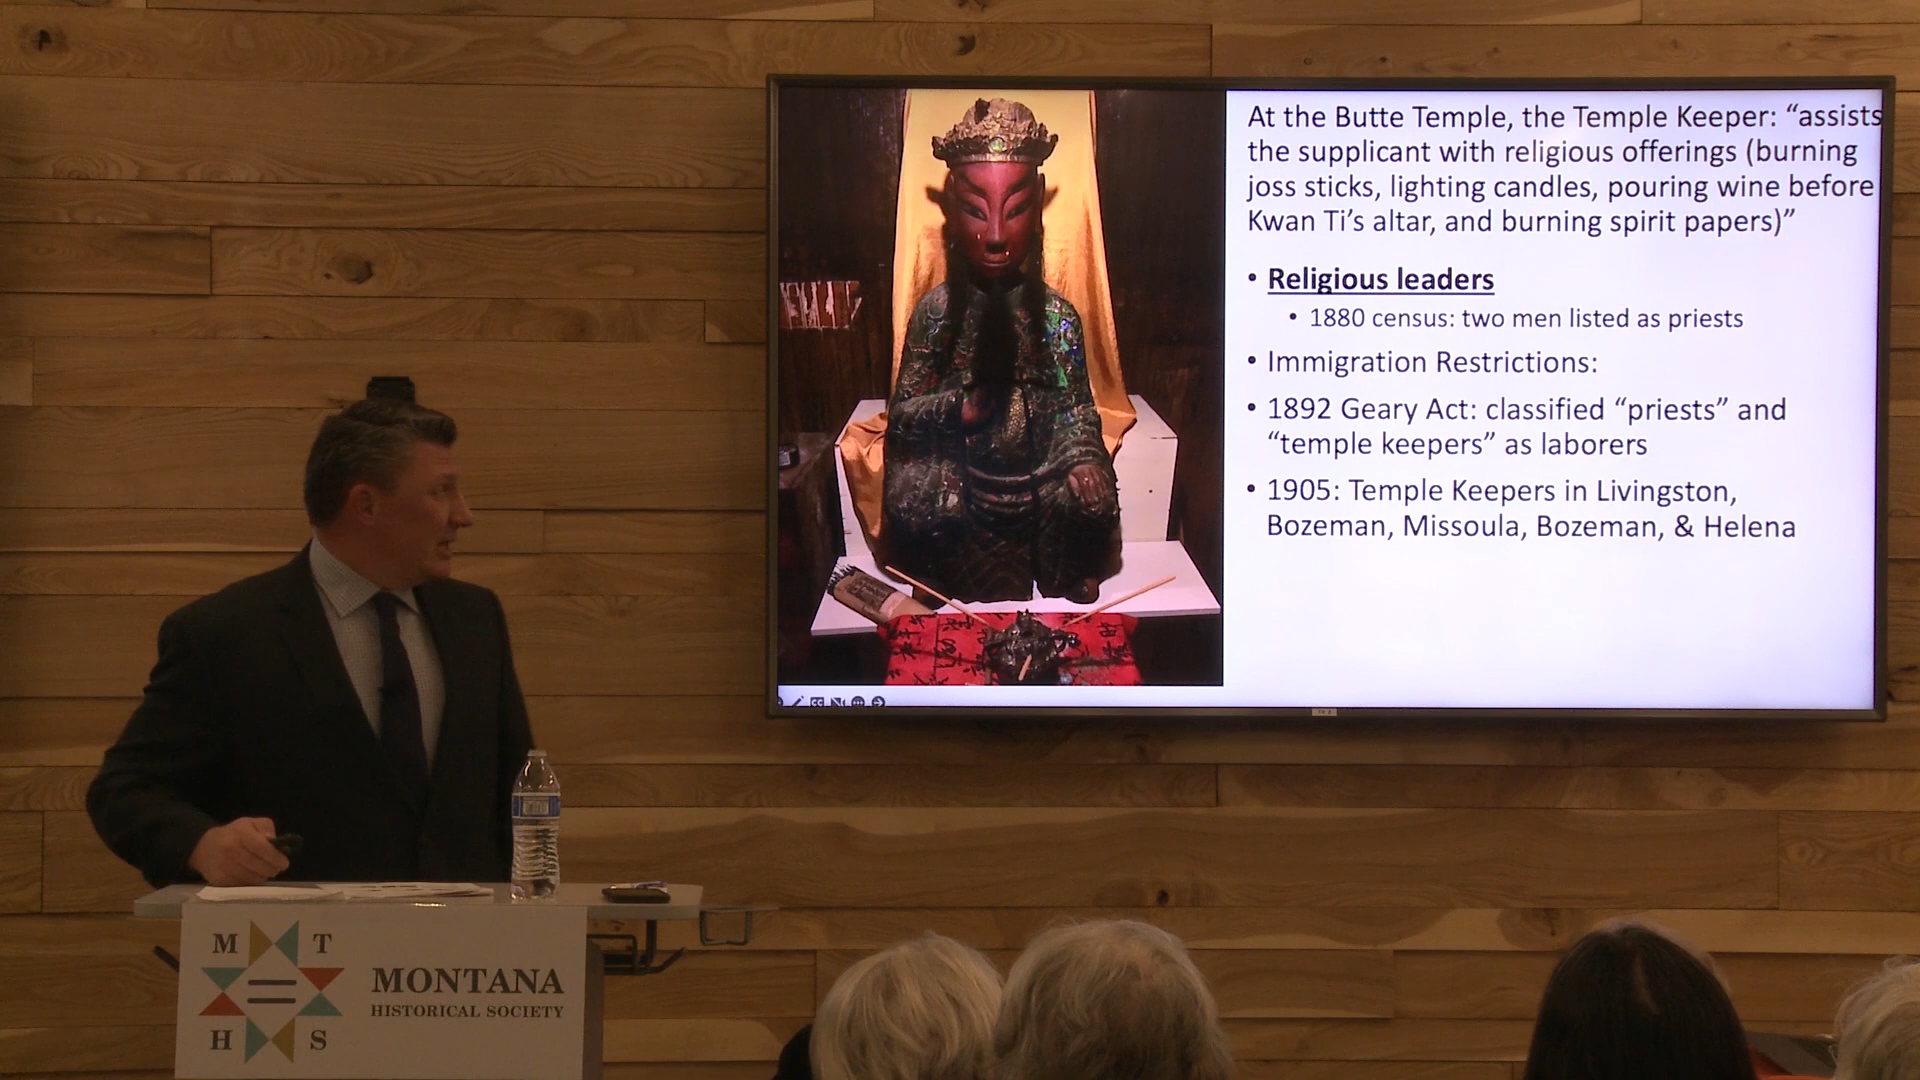 At the Butte Temple, the Temple Keeper: “assists
the supplicant with religious offerings (burning
joss sticks, lighting candles, pouring wine before
Kwan Ti’s altar, and burning spirit papers)”
• Religious leaders
• 1880 census: two men listed as priests
• Immigration Restrictions:
• 1892 Geary Act: classified “priests” and
“temple keepers” as laborers
• 1905: Temple Keepers in Livingston,
Bozeman, Missoula, Bozeman, & Helena
M T
H S
MONTANA
HISTORICAL SOCIETY